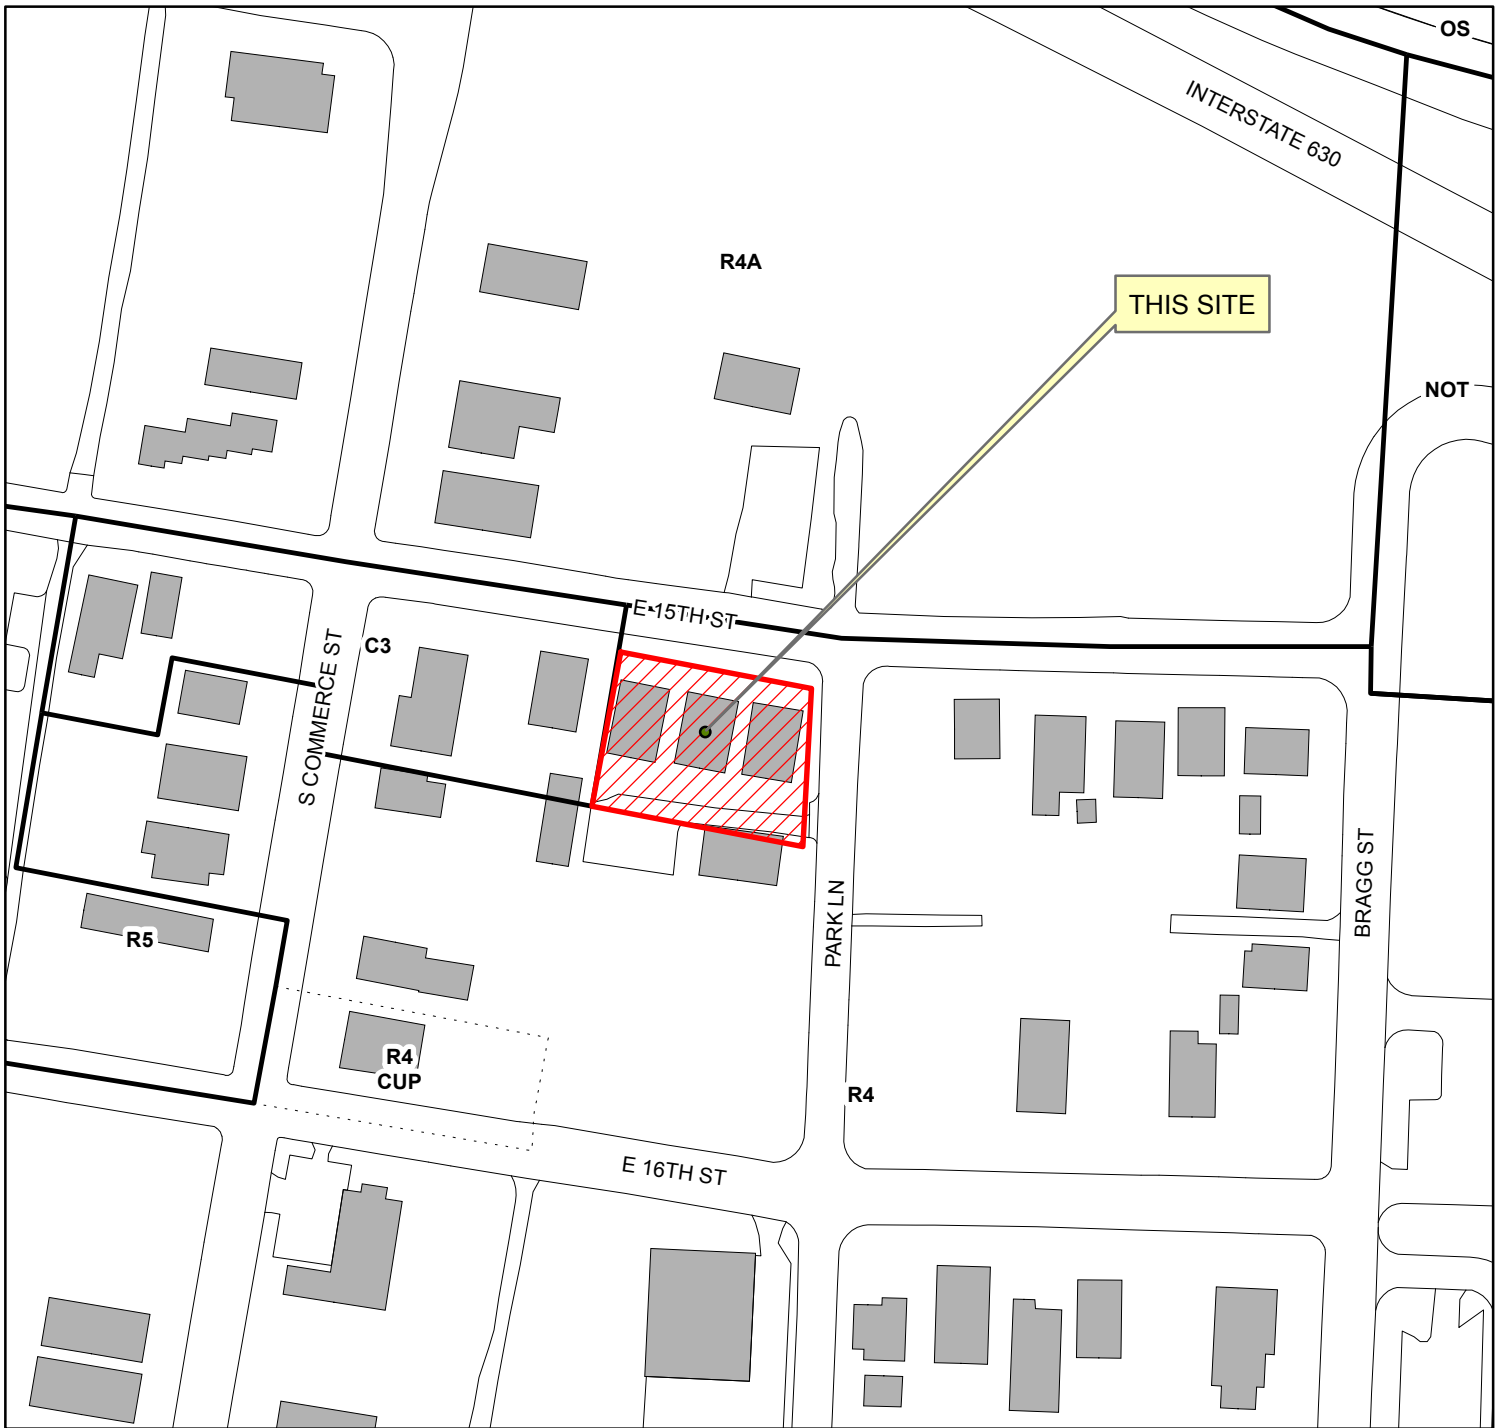 OS
INTERSTATE 630
R4A
THIS SITE
NOT
E 15TH ST
C3
S COMMERCE ST
BRAGG ST
PARK LN
R5
R4
CUP
R4
E 16TH ST